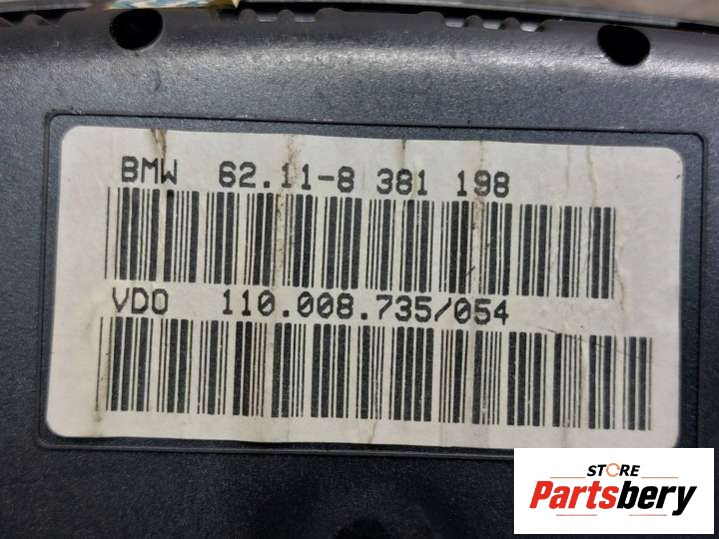 BMW 62.11-8 381 198
VDO 110.008.735/054
STORE
Partsbery